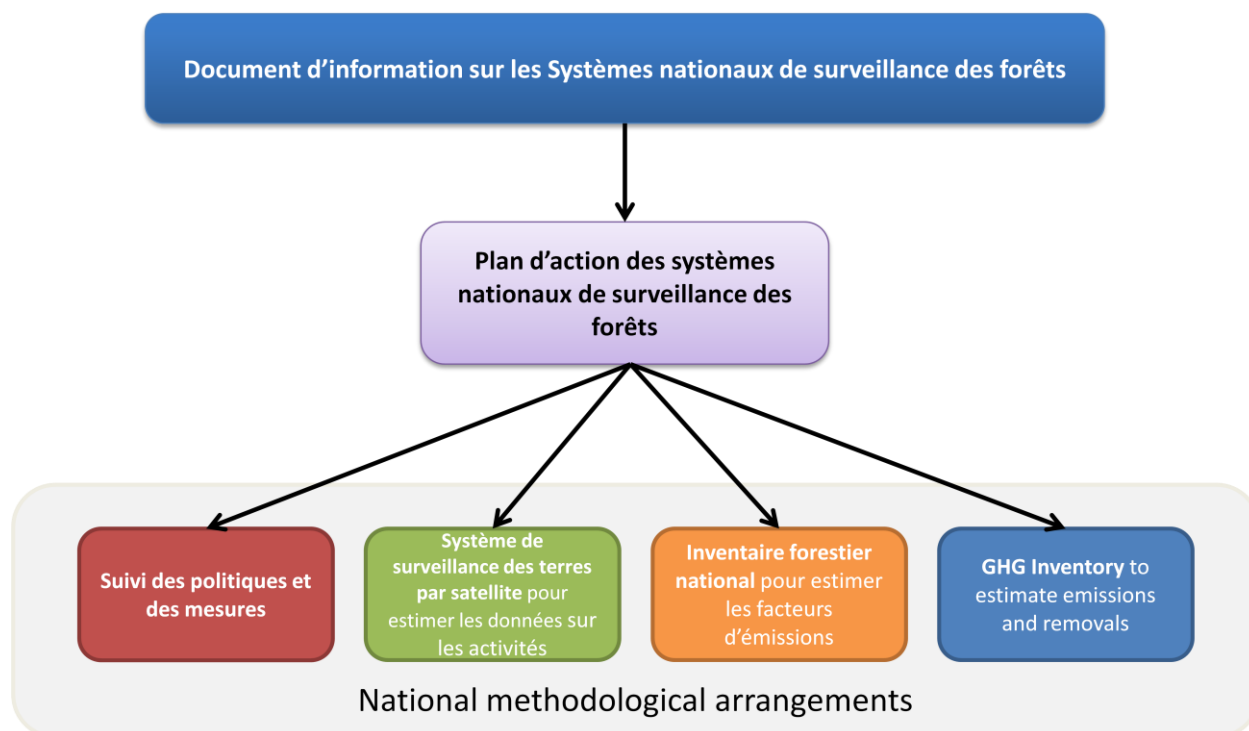 Document d’information sur les Systèmes nationaux de surveillance des forêts
Plan d’action des systèmes
nationaux de surveillance des
forêts
Suivi des politiques et
des mesures
Système de
surveillance des terres
par satellite pour
estimer les données sur
les activités
Inventaire forestier
national pour estimer
les facteurs
d’émissions
GHG Inventory to
estimate emissions
and removals
National methodological arrangements